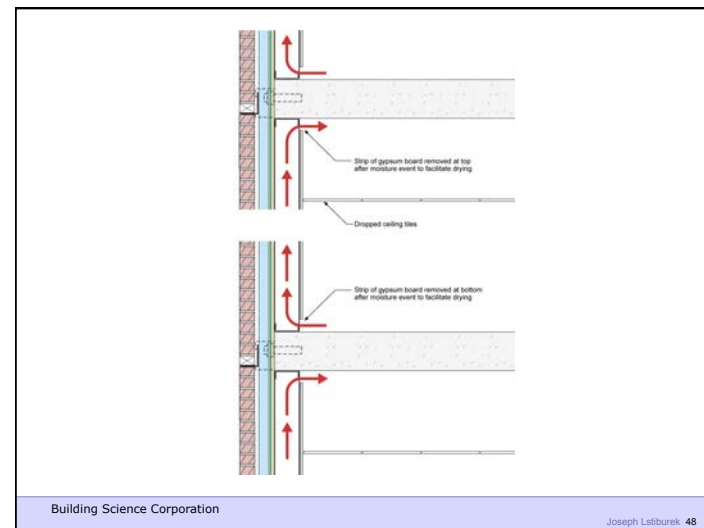 Strip of gypsum board removed at top
after moisture event to facilitate drying
Dropped ceiling tiles
Strip of gypsum board removed at bottom
after moisture event to facilitate drying
Building Science Corporation
Joseph Lstiburek 48